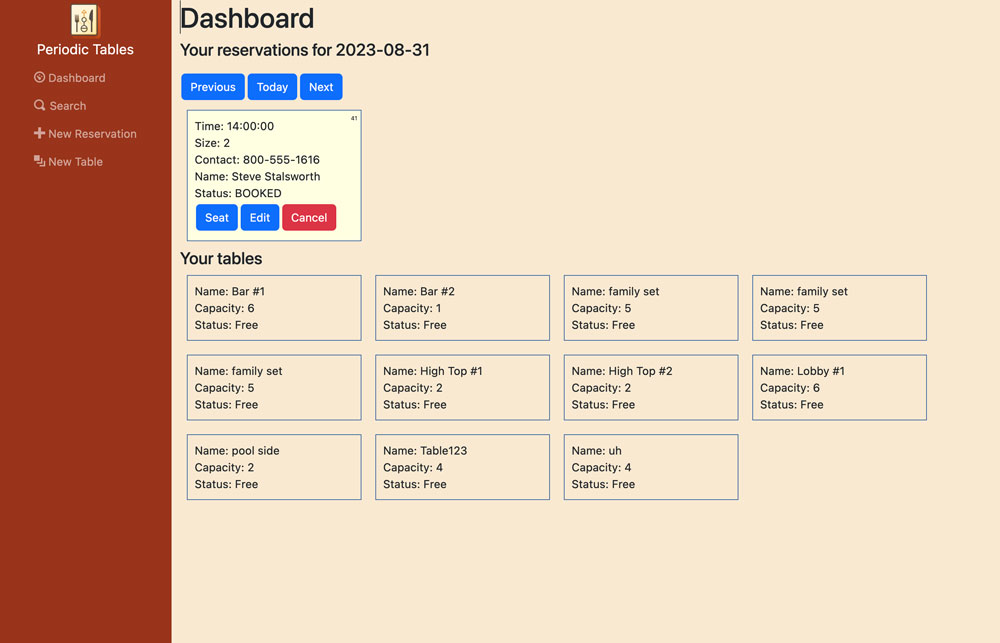 Periodic Tables
Dashboard
Search
New Reservation
New Table
Dashboard
Your reservations for 2023-08-31
Previous Today Next
41
Time: 14:00:00
Size: 2
Contact: 800-555-1616
Name: Steve Stalsworth
Status: BOOKED
Seat Edit Cancel
Your tables
Name: Bar #1
Capacity: 6
Status: Free
Name: Bar #2
Capacity: 1
Status: Free
Name: family set
Capacity: 5
Status: Free
Name: family set
Capacity: 5
Status: Free
Name: family set
Capacity: 5
Status: Free
Name: High Top #1
Capacity: 2
Status: Free
Name: High Top #2
Capacity: 2
Status: Free
Name: Lobby #1
Capacity: 6
Status: Free
Name: pool side
Capacity: 2
Status: Free
Name: Table123
Capacity: 4
Status: Free
Name: uh
Capacity: 4
Status: Free